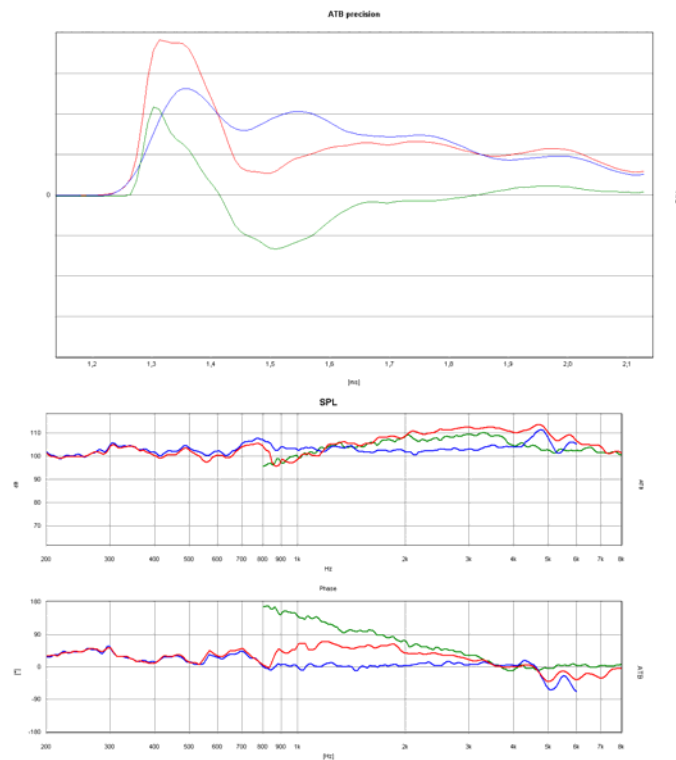 ATB precision
0
1,2 1,3 1,4 1,5 1,6 1,7 1,8 1,9 2,0 2,1
[ms]
SPL
110
100
90
80
70
dB
200 300 400 500 600 700 800 900 1k 2k 3k 4k 5k 6k 7k 8k
Hz
Phase
180
90
0
-90
-180
[°]
ATB
200 300 400 500 600 700 800 900 1k 2k 3k 4k 5k 6k 7k 8k
[Hz]